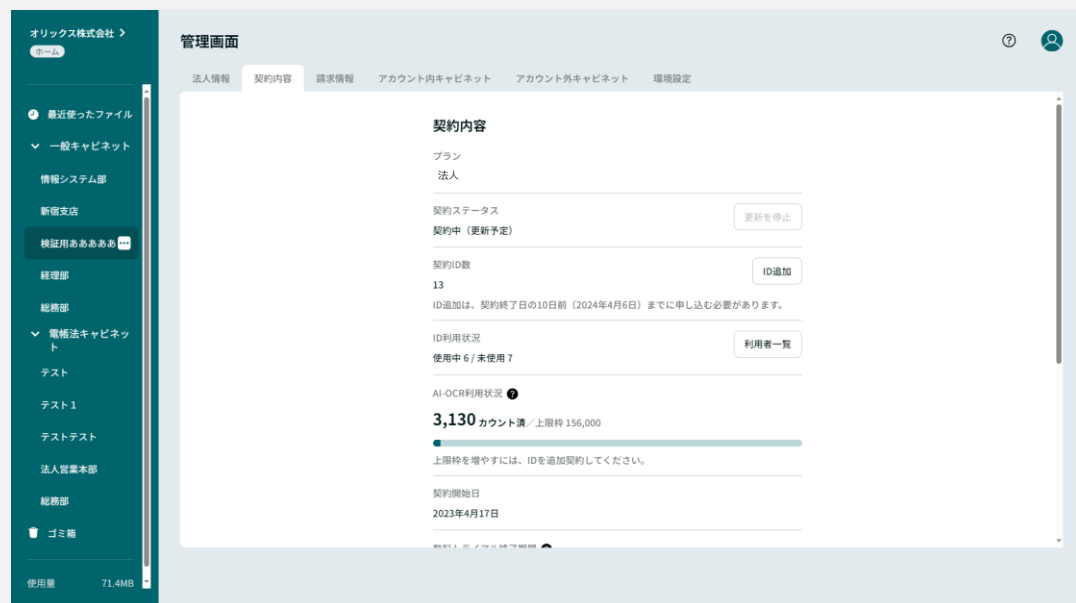 オリックス株式会社
ホーム
最近使ったファイル
一般キャビネット
情報システム部
新宿支店
検証用あああああ
経理部
総務部
電帳法キャビネッ
ト
テスト
テスト1
テストテスト
法人営業本部
総務部
ゴミ箱
使用量 71.4MB
管理画面
法人情報 契約内容 請求情報 アカウント内キャビネット アカウント外キャビネット 環境設定
契約内容
プラン
法人
契約ステータス
契約中（更新予定）
更新を停止
契約ID数
13
ID追加
ID追加は、契約終了日の10日前（2024年4月6日）までに申し込む必要があります。
ID利用状況
使用中 6 / 未使用 7
利用者一覧
AI-OCR利用状況
3,130 カウント済／上限枠 156,000
上限枠を増やすには、IDを追加契約してください。
契約開始日
2023年4月17日
無料トライアル終了期間